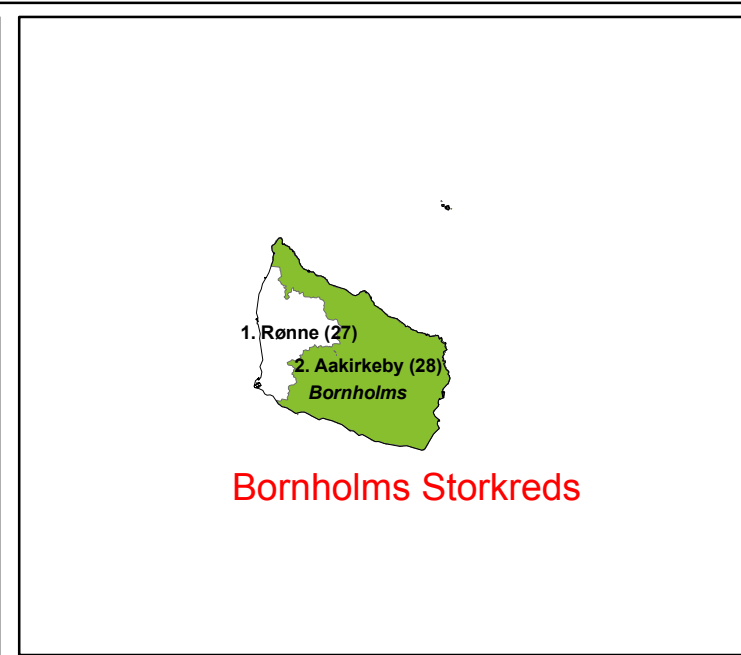 1. Rønne (27)
2. Aakirkeby (28)
Bornholms
Bornholms Storkreds